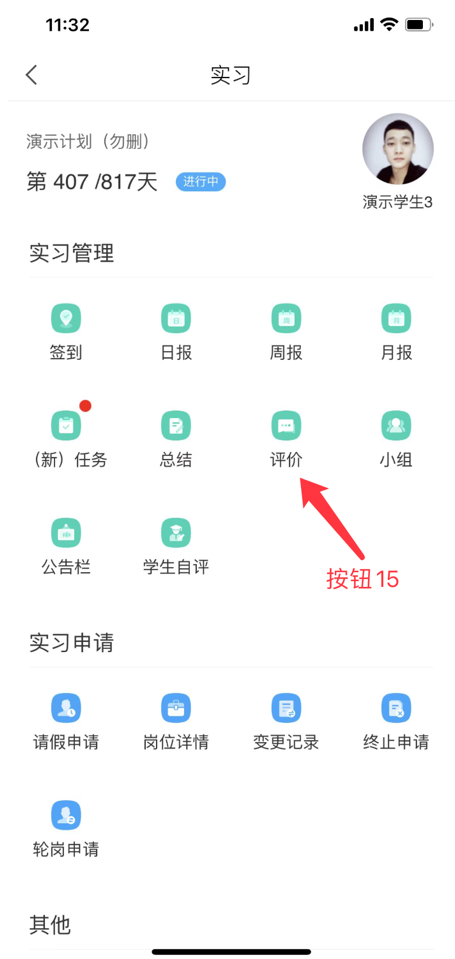 11:32
实习
演示计划（勿删）
第 407 /817天
进行中
演示学生3
实习管理
签到
日报
周报
月报
（新）任务
总结
评价
小组
公告栏
学生自评
按钮15
实习申请
请假申请
岗位详情
变更记录
终止申请
轮岗申请
其他